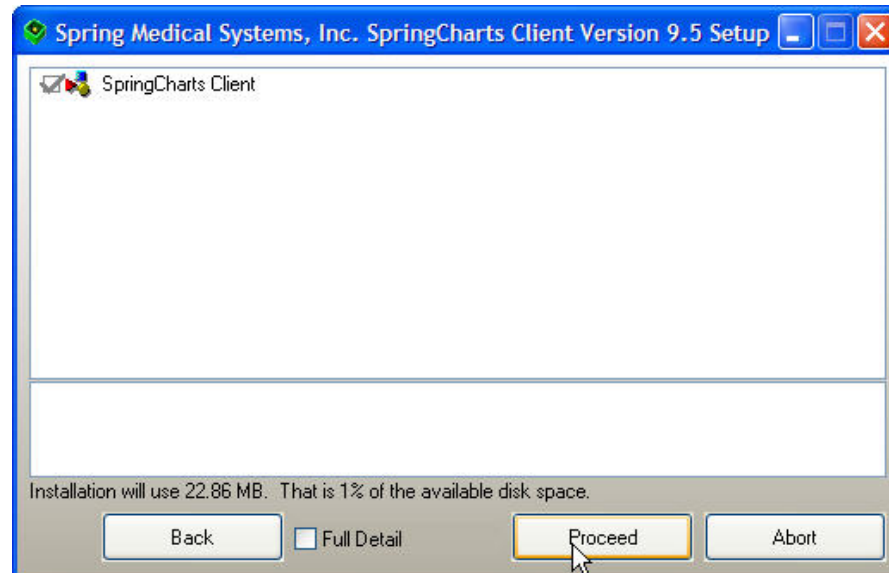 Spring Medical Systems, Inc. SpringCharts Client Version 9.5 Setup
SpringCharts Client
Installation will use 22.86 MB. That is 1% of the available disk space.
Back
Full Detail
Proceed
Abort